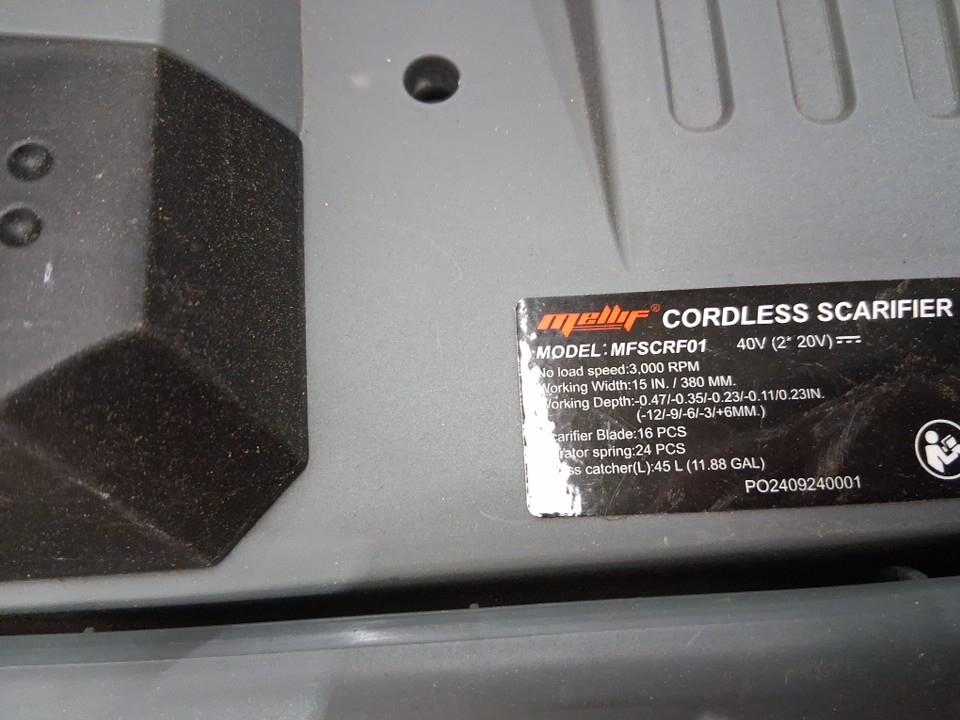 mellif® CORDLESS SCARIFIER
MODEL: MFSCRF01 40V (2* 20V)
No load speed:3,000 RPM
Working Width:15 IN. / 380 MM.
Working Depth:-0.47/-0.35/-0.23/-0.11/0.23IN.
(-12/-9/-6/-3/+6MM.)
Scarifier Blade:16 PCS
spring:24 PCS
catcher(L):45 L (11.88 GAL)
PO2409240001